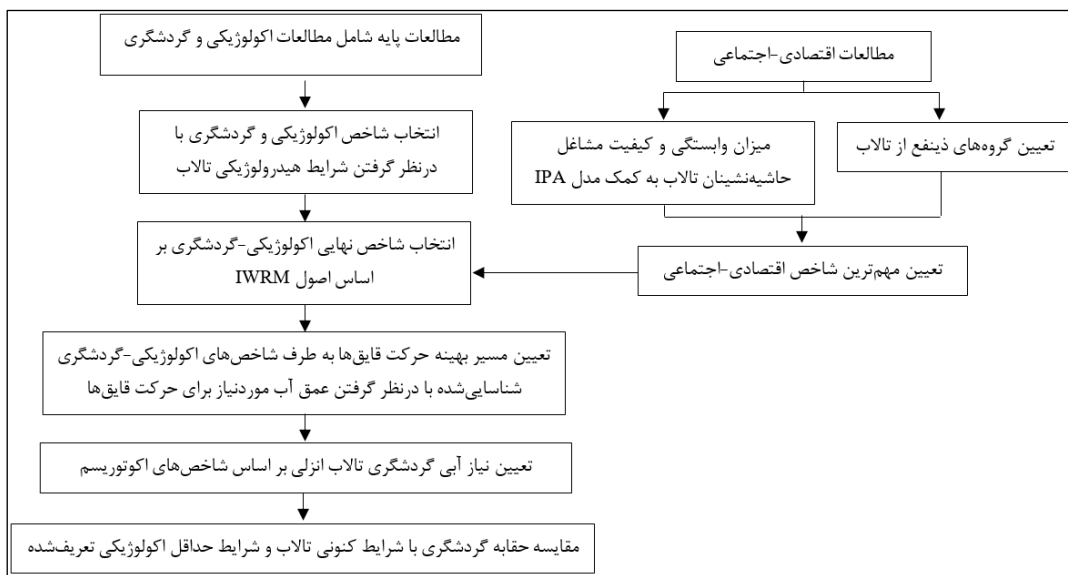 مطالعات پایه شامل مطالعات اکولوژیکی و گردشگری
مطالعات اقتصادی-اجتماعی
انتخاب شاخص اکولوژیکی و گردشگری با
درنظر گرفتن شرایط هیدرولوژیکی تالاب
میزان وابستگی و کیفیت مشاغل
حاشیه‌نشینان تالاب به کمک مدل IPA
تعیین گروه‌های ذینفع از تالاب
انتخاب شاخص نهایی اکولوژیکی-گردشگری بر
اساس اصول IWRM
تعیین مهم‌ترین شاخص اقتصادی-اجتماعی
تعیین مسیر بهینه حرکت قایق‌ها به طرف شاخص‌های اکولوژیکی-گردشگری
شناسایی‌شده با درنظر گرفتن عمق آب موردنیاز برای حرکت قایق‌ها
تعیین نیاز آبی گردشگری تالاب انزلی بر اساس شاخص‌های اکوتوریسم
مقایسه حقابه گردشگری با شرایط کنونی تالاب و شرایط حداقل اکولوژیکی تعریف‌شده